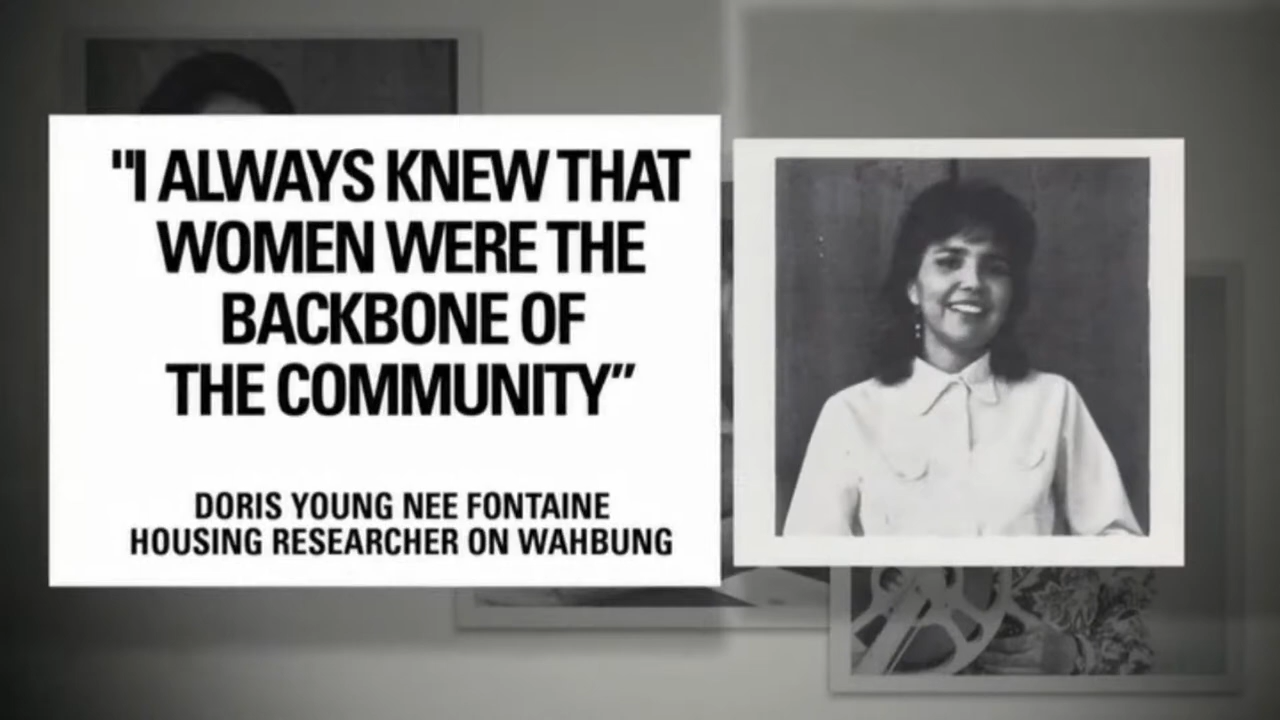 "I ALWAYS KNEW THAT
WOMEN WERE THE
BACKBONE OF
THE COMMUNITY”
DORIS YOUNG NEE FONTAINE
HOUSING RESEARCHER ON WAHBUNG